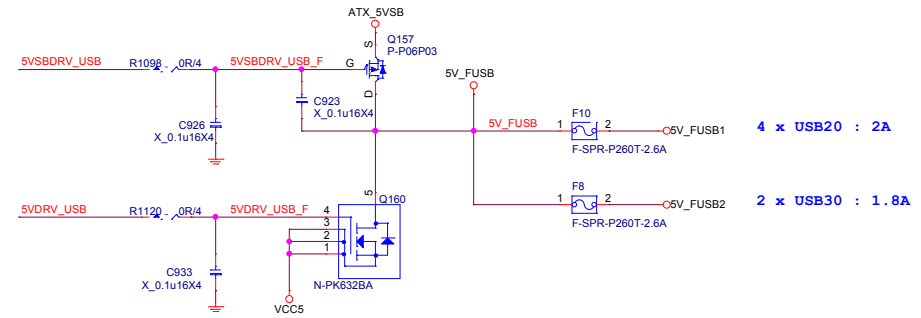 ATX_5VSB
S
Q157
P-P06P03
5VSBDRV_USB
R1098
0R/4
5VSBDRV_USB_F
G
D
5V_FUSB
C923
X_0.1u16X4
C926
X_0.1u16X4
F10
5V_FUSB
1
2
5V_FUSB1
4 x USB20 : 2A
F-SPR-P260T-2.6A
5
Q160
F8
1
2
5V_FUSB2
2 x USB30 : 1.8A
F-SPR-P260T-2.6A
5VDRV_USB
R1120
0R/4
5VDRV_USB_F
4
3
2
1
C933
X_0.1u16X4
N-PK632BA
VCC5